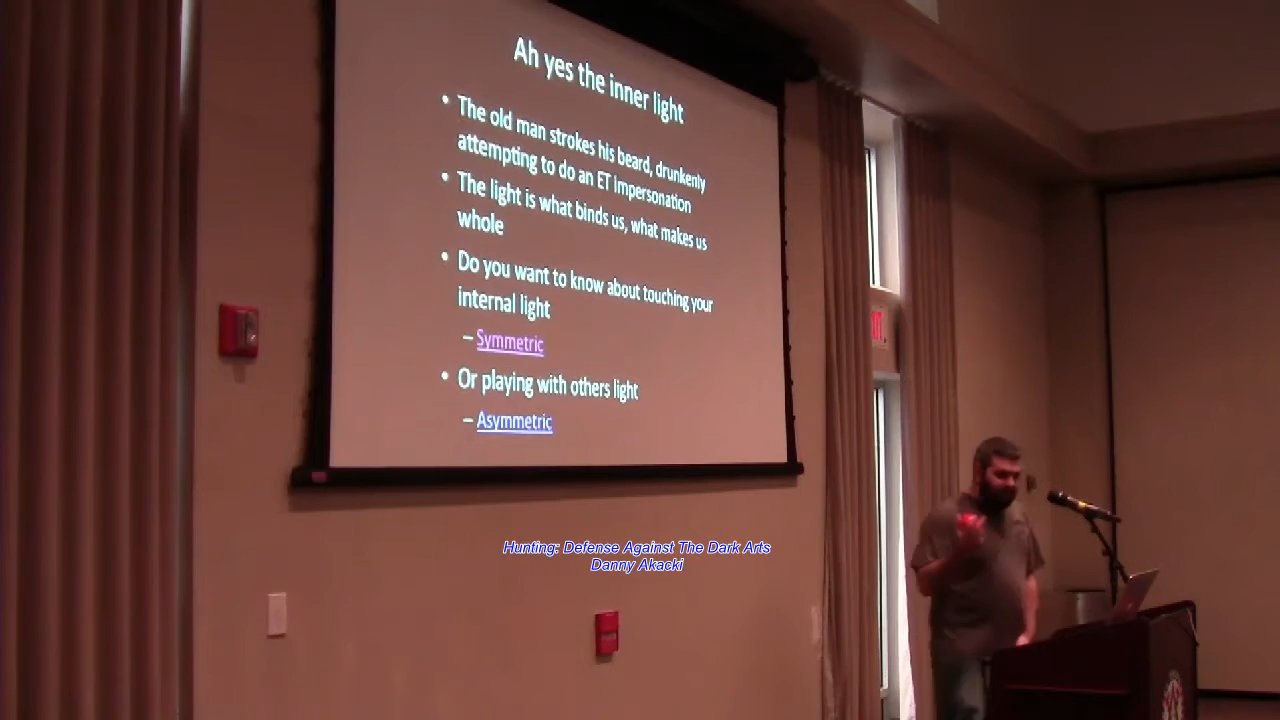 Ah yes the inner light
• The old man strokes his beard, drunkenly
attempting to do an ET Impersonation
• The light is what binds us, what makes us
whole
• Do you want to know about touching your
internal light
– Symmetric
• Or playing with others light
– Asymmetric
Hunting: Defense Against The Dark Arts
Danny Akacki